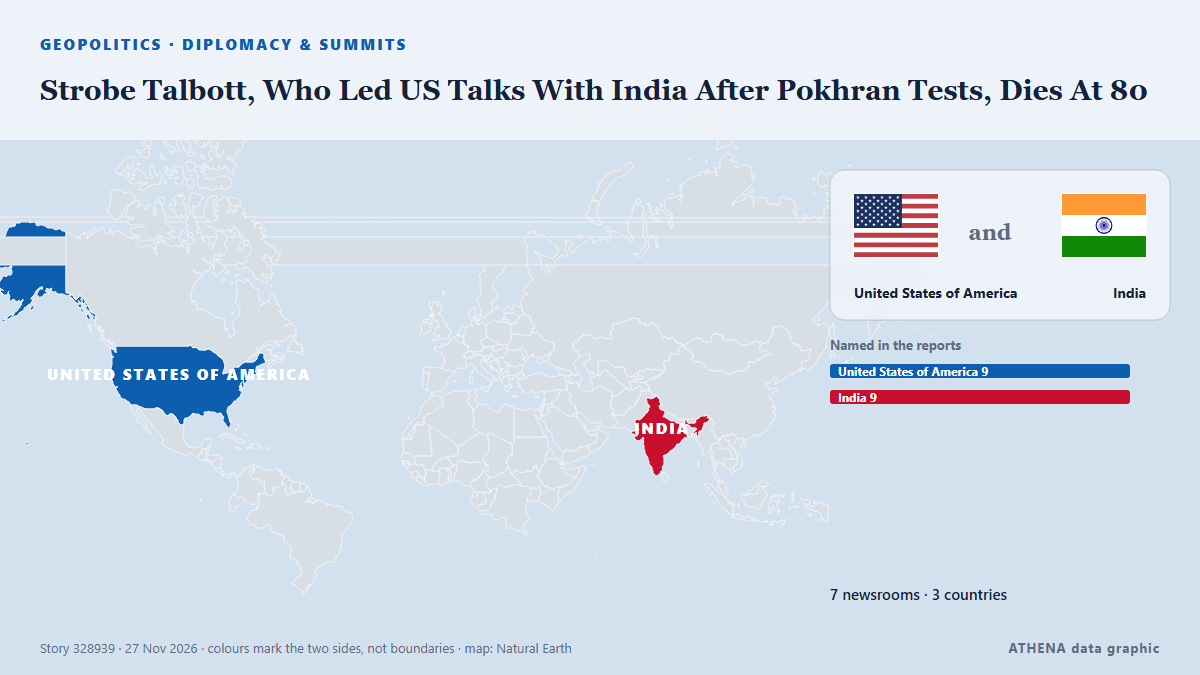 GEOPOLITICS · DIPLOMACY & SUMMITS
Strobe Talbott, Who Led US Talks With India After Pokhran Tests, Dies At 80
and
United States of America
India
Named in the reports
United States of America 9
India 9
UNITED STATES OF AMERICA
INDIA
7 newsrooms · 3 countries
Story 328939 · 27 Nov 2026 · colours mark the two sides, not boundaries · map: Natural Earth
ATHENA data graphic